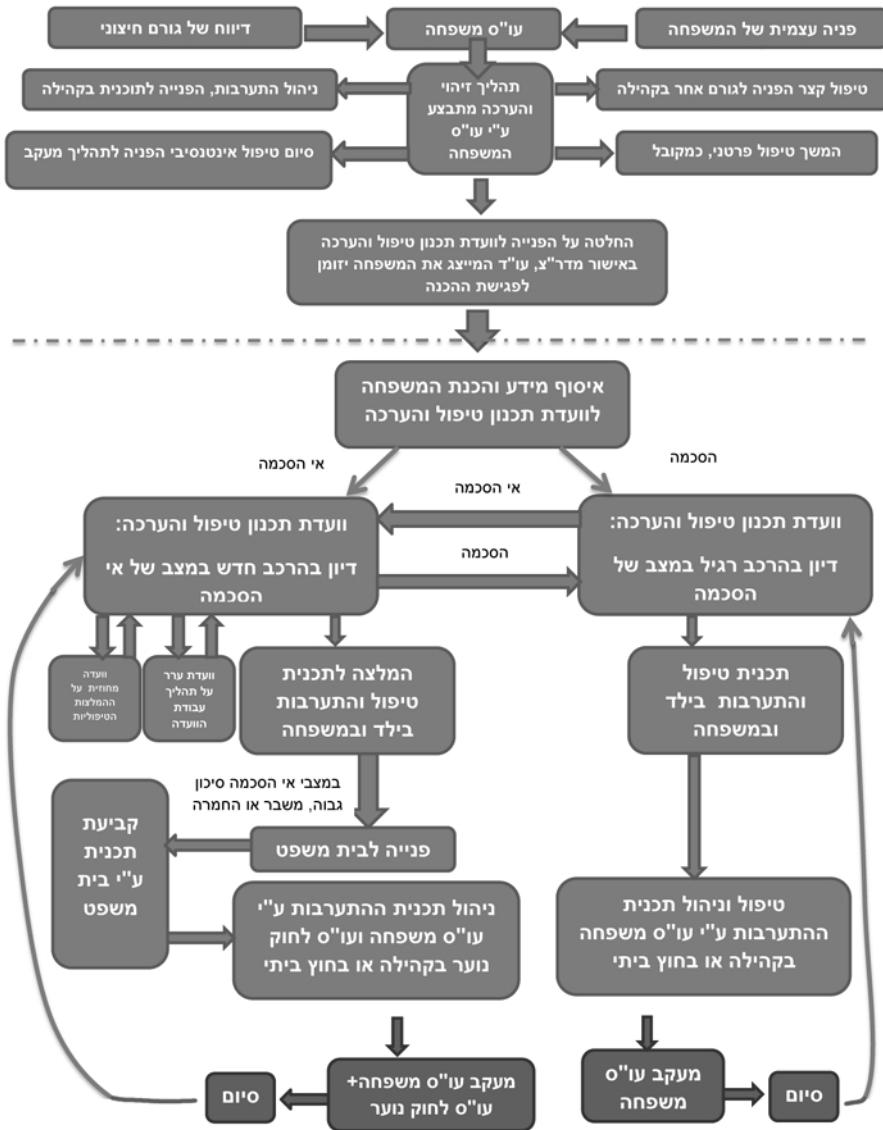 פניה עצמית של המשפחה
עו"ס משפחה
דיווח של גורם חיצוני
טיפול קצר הפניה לגורם אחר בקהילה
תהליך זיהוי
והערכה מתבצע
ע"י עו"ס
המשפחה
ניהול התערבות, הפנייה לתוכנית בקהילה
המשך טיפול פרטני, כמקובל
סיום טיפול אינטנסיבי הפניה לתהליך מעקב
החלטה על הפנייה לוועדת תכנון טיפול והערכה
באישור מדר"צ, עו"ד המייצג את המשפחה יזומן
לפגישת ההכנה
איסוף מידע והכנת המשפחה
לוועדת תכנון טיפול והערכה
הסכמה
אי הסכמה
אי הסכמה
הסכמה
וועדת תכנון טיפול והערכה:
דיון בהרכב רגיל במצב של
הסכמה
וועדת תכנון טיפול והערכה:
דיון בהרכב חדש במצב של אי
הסכמה
תכנית טיפול
והתערבות בילד
ובמשפחה
המלצה לתכנית
טיפול והתערבות
בילד ובמשפחה
וועדת ערר
על תהליך
עבודת
הוועדה
וועדה
מחוזית על
ההמלצות
הטיפוליות
במצבי אי הסכמה סיכון
גבוה, משבר או החמרה
פנייה לבית משפט
קביעת
תכנית
ע"י בית
משפט
טיפול וניהול תכנית
ההתערבות ע"י עו"ס משפחה
בקהילה או בחוץ ביתי
ניהול תכנית ההתערבות ע"י
עו"ס משפחה ועו"ס לחוק
נוער בקהילה או בחוץ ביתי
מעקב עו"ס
משפחה
סיום
מעקב עו"ס משפחה+
עו"ס לחוק נוער
סיום